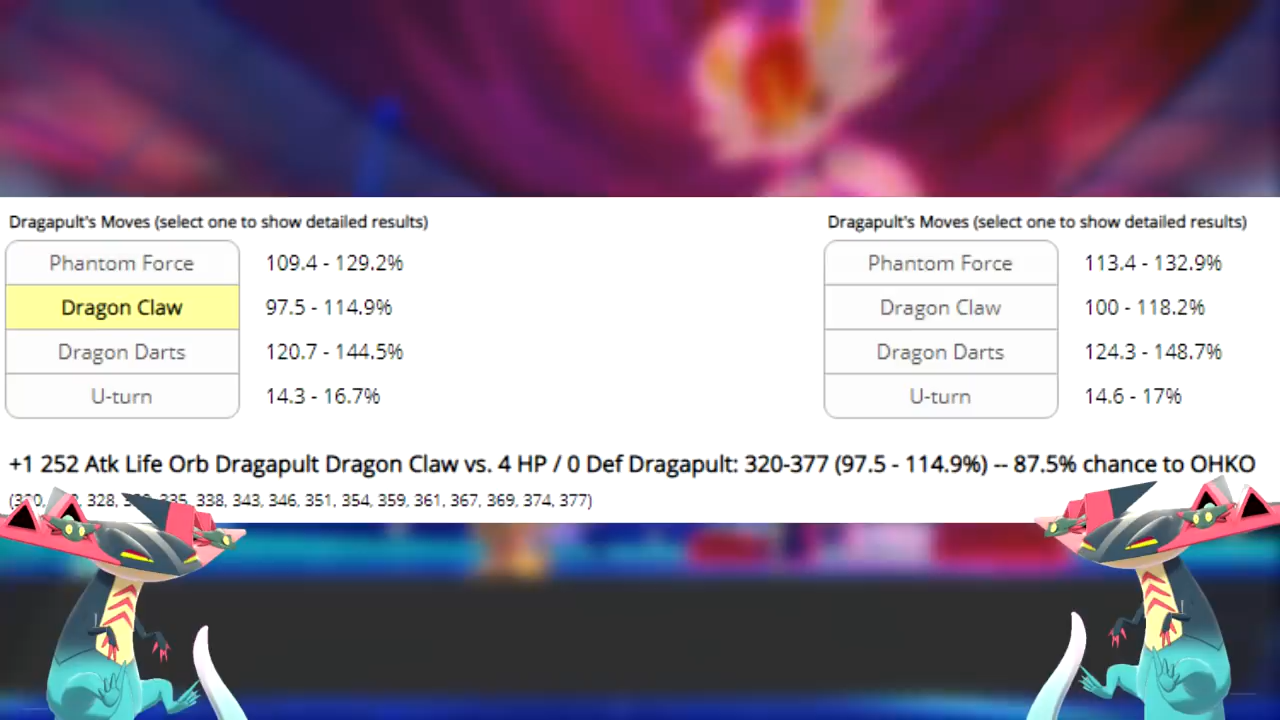 Dragapult's Moves (select one to show detailed results)
Phantom Force 109.4 - 129.2%
Dragon Claw 97.5 - 114.9%
Dragon Darts 120.7 - 144.5%
U-turn 14.3 - 16.7%
Dragapult's Moves (select one to show detailed results)
Phantom Force 113.4 - 132.9%
Dragon Claw 100 - 118.2%
Dragon Darts 124.3 - 148.7%
U-turn 14.6 - 17%
+1 252 Atk Life Orb Dragapult Dragon Claw vs. 4 HP / 0 Def Dragapult: 320-377 (97.5 - 114.9%) -- 87.5% chance to OHKO
328, 338, 343, 346, 351, 354, 359, 361, 367, 369, 374, 377)